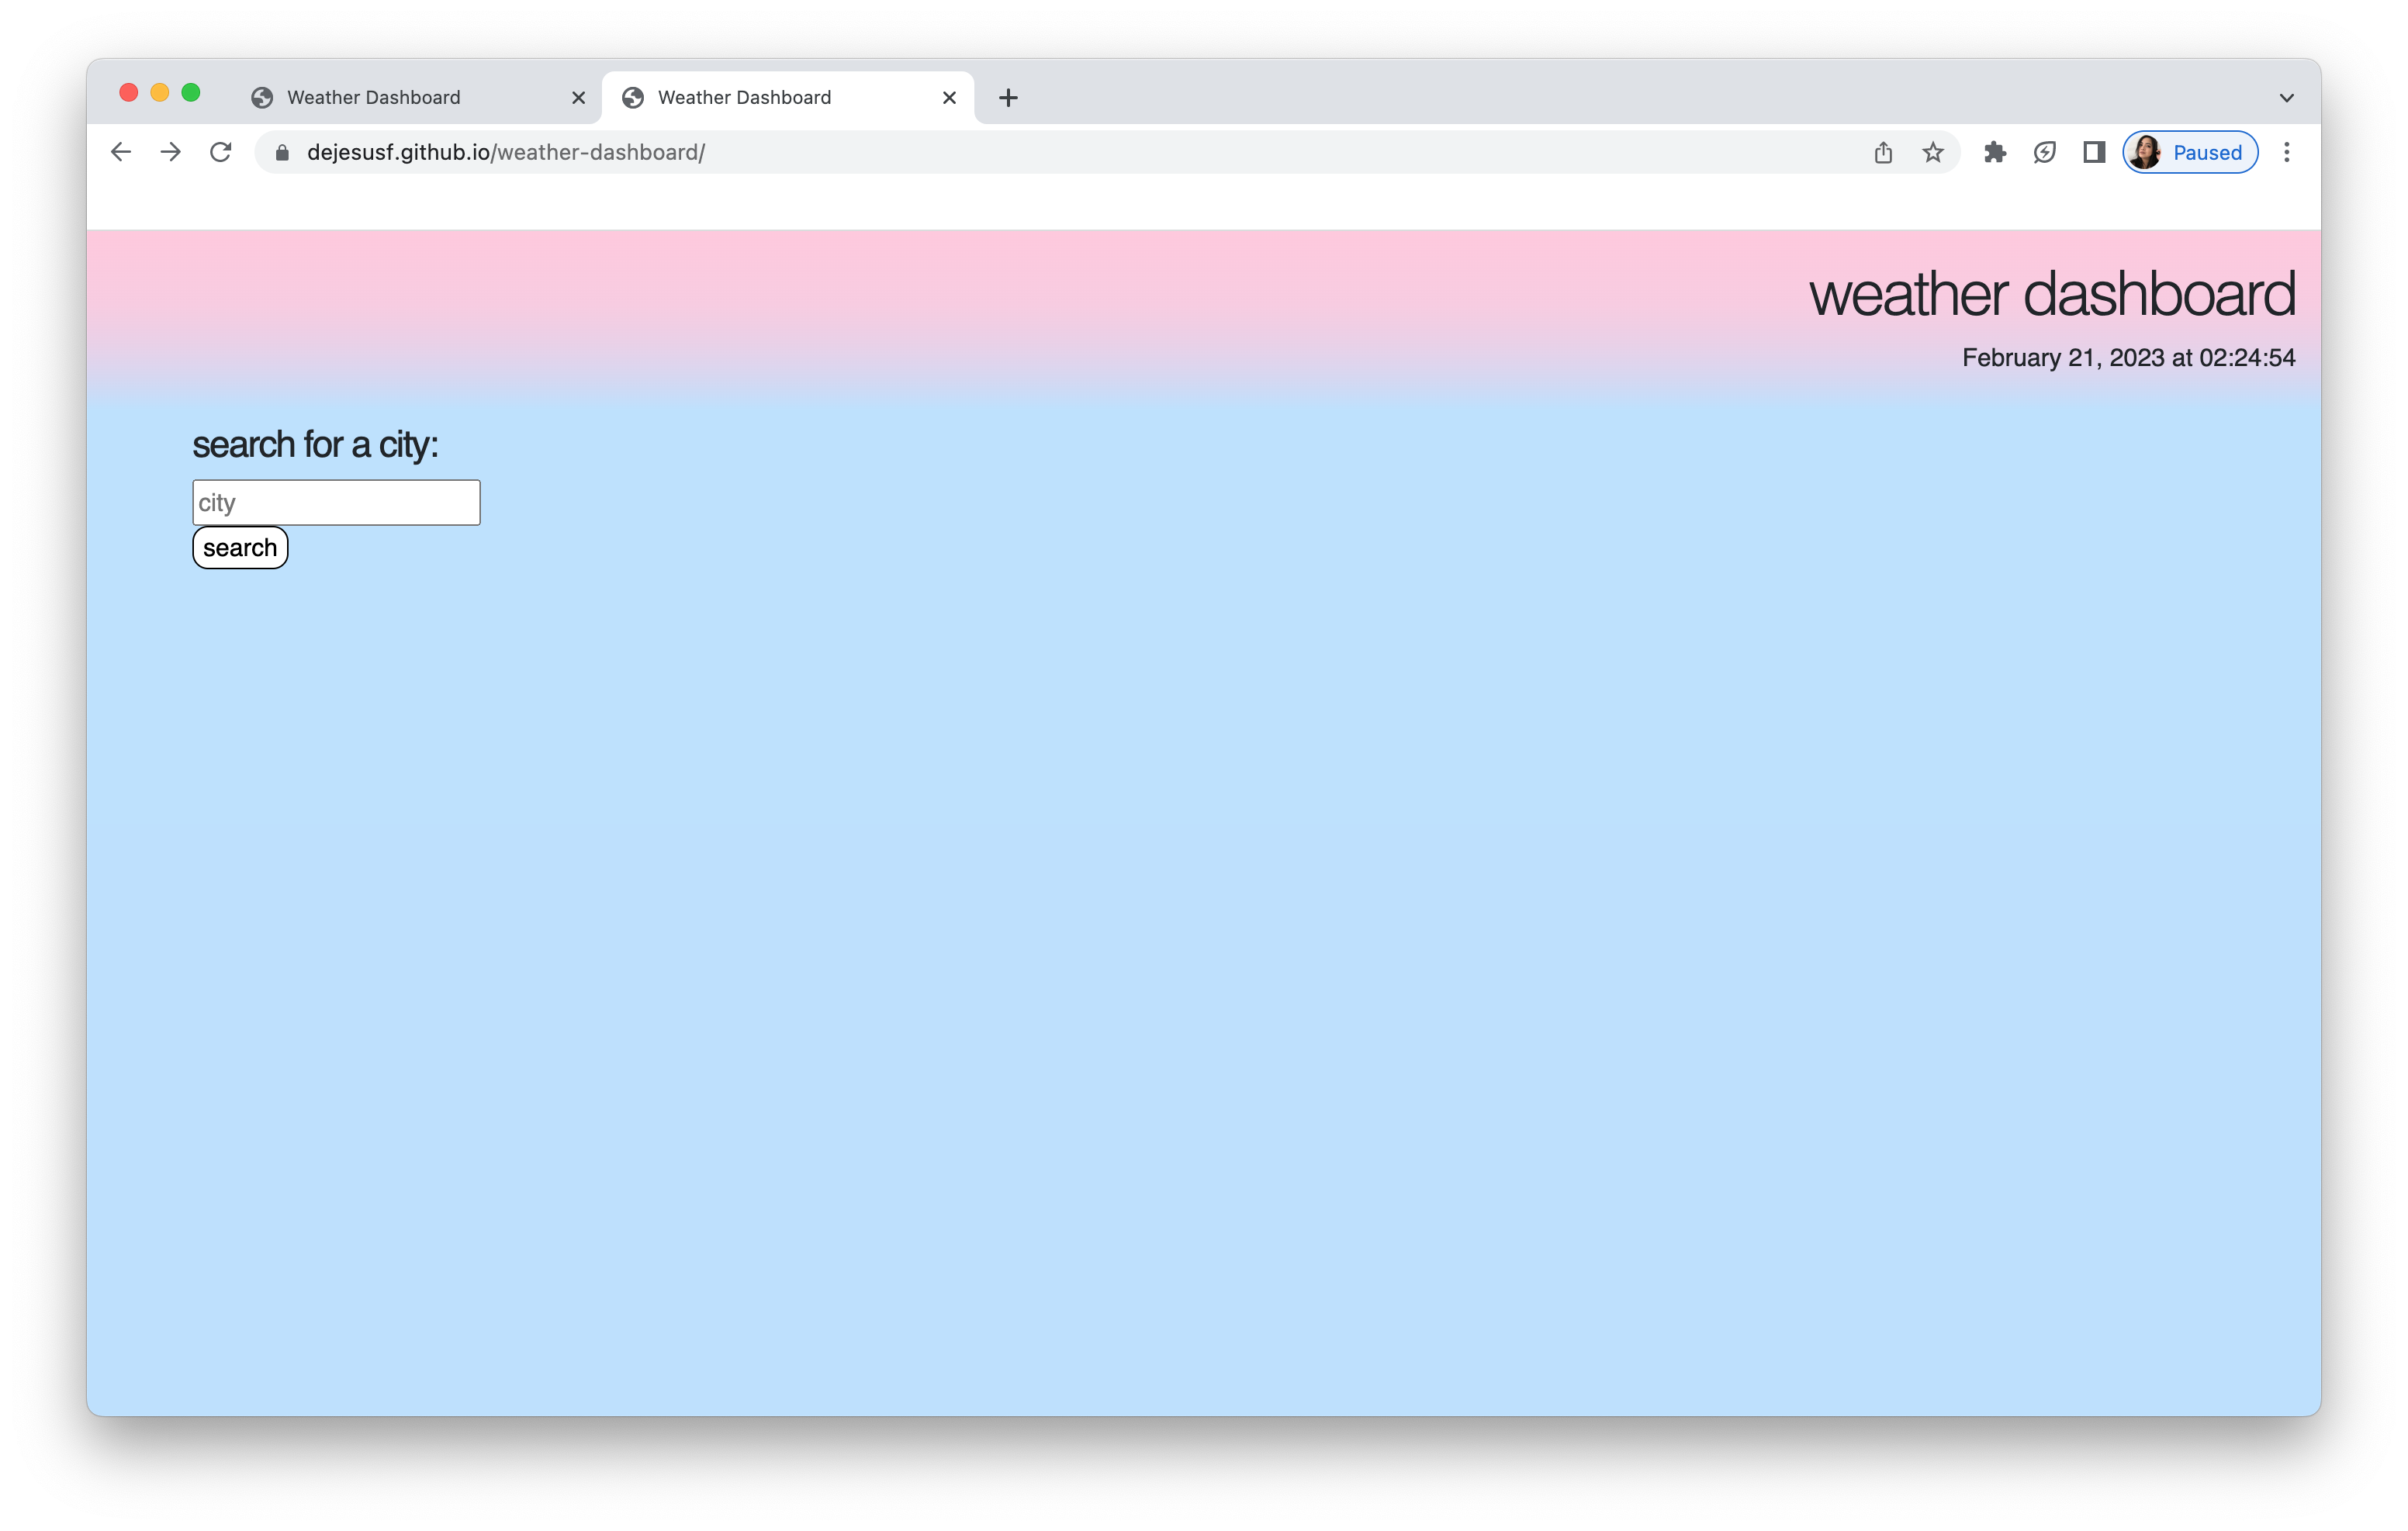 Weather Dashboard
Weather Dashboard
dejesusf.github.io/weather-dashboard/
Paused
weather dashboard
February 21, 2023 at 02:24:54
search for a city:
city
search